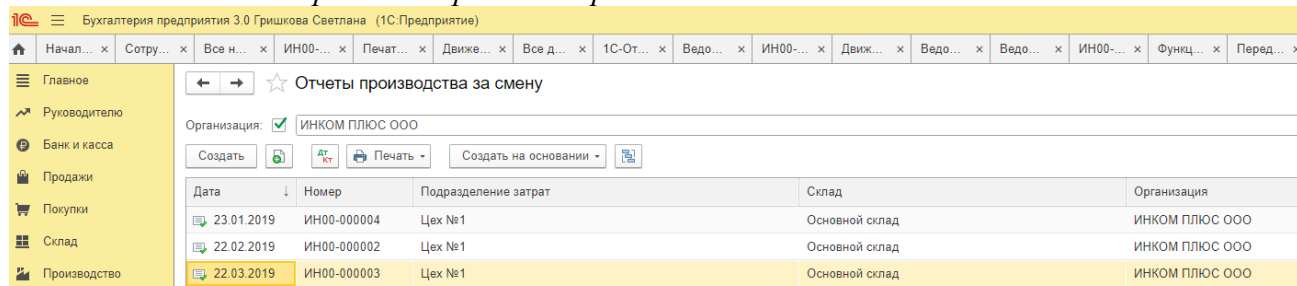 1С Бухгалтерия предприятия 3.0 Гришкова Светлана (1С:Предприятие)
Начал... × Сотру... × Все н... × ИН00-... × Печат... × Движе... × Все д... × 1С-От... × Ведо... × ИН00-... × Движ... × Ведо... × Ведо... × ИН00-... × Функц... × Перед... ×
Главное
Отчеты производства за смену
Руководителю
Организация: ИНКОМ ПЛЮС ООО
Банк и касса
Создать Дт Кт Печать Создать на основании
Продажи
Дата ↓ Номер Подразделение затрат Склад Организация
Покупки
23.01.2019 ИН00-000004 Цех №1 Основной склад ИНКОМ ПЛЮС ООО
Склад
22.02.2019 ИН00-000002 Цех №1 Основной склад ИНКОМ ПЛЮС ООО
Производство
22.03.2019 ИН00-000003 Цех №1 Основной склад ИНКОМ ПЛЮС ООО